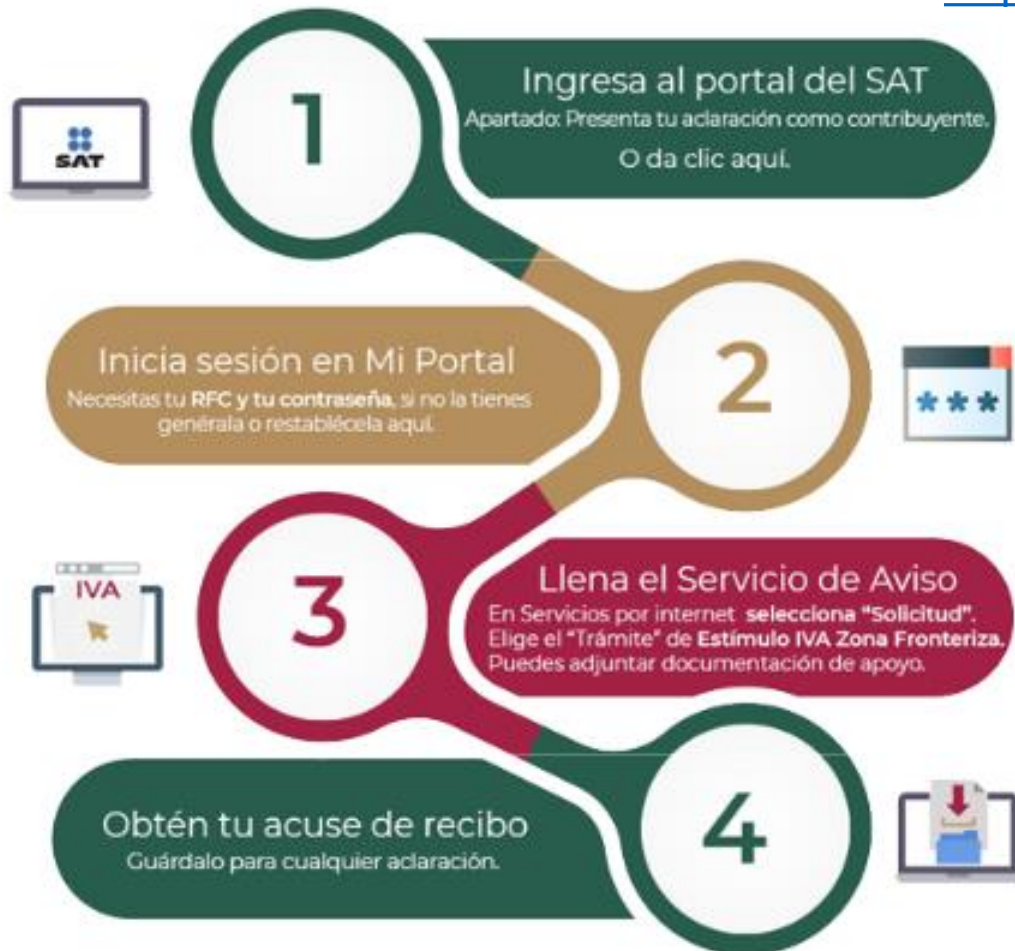 1
Ingresa al portal del SAT
Apartado: Presenta tu aclaración como contribuyente.
O da clic aquí.
SAT
Inicia sesión en Mi Portal
Necesitas tu RFC y tu contraseña, si no la tienes
genérala o restablécela aquí.
2
***
3
IVA
Llena el Servicio de Aviso
En Servicios por internet selecciona "Solicitud".
Elige el "Trámite" de Estímulo IVA Zona Fronteriza.
Puedes adjuntar documentación de apoyo.
Obtén tu acuse de recibo
Guárdalo para cualquier aclaración.
4